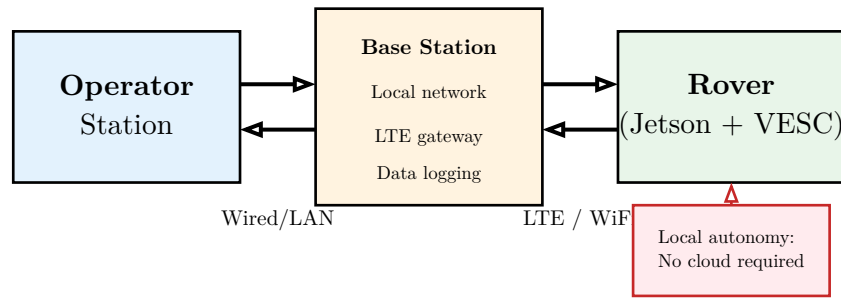 Operator
Station
Base Station
Local network
LTE gateway
Data logging
Rover
(Jetson + VESC)
Wired/LAN
LTE / WiF
Local autonomy:
No cloud required